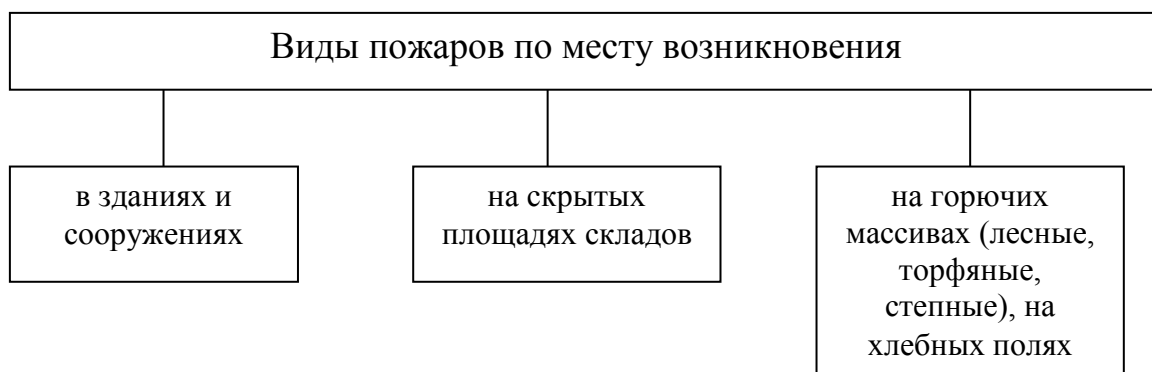 Виды пожаров по месту возникновения
в зданиях и
сооружениях
на скрытых
площадях складов
на горючих
массивах (лесные,
торфяные,
степные), на
хлебных полях